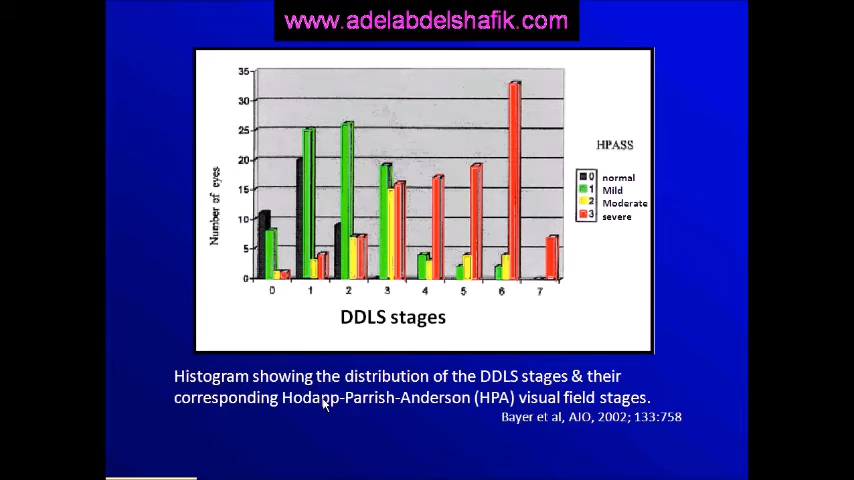 www.adelabdelshafik.com
35
30
25
20
15
10
5
0
Number of eyes
0 1 2 3 4 5 6 7
DDLS stages
HPASS
0 normal
1 Mild
2 Moderate
3 severe
Histogram showing the distribution of the DDLS stages & their
corresponding Hodapp-Parrish-Anderson (HPA) visual field stages.
Bayer et al, AJO, 2002; 133:758